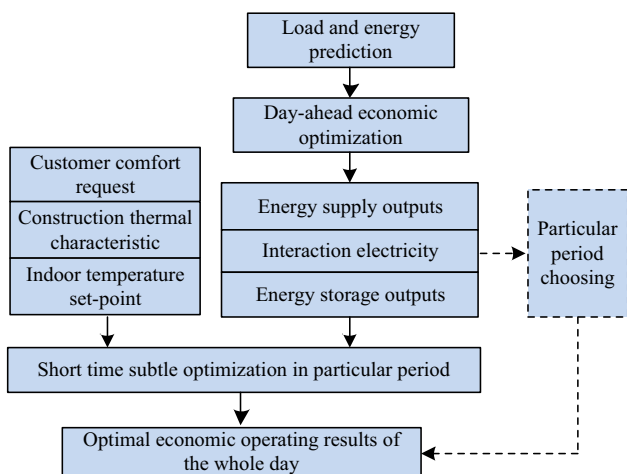 Load and energy
prediction
Day-ahead economic
optimization
Customer comfort
request
Construction thermal
characteristic
Indoor temperature
set-point
Energy supply outputs
Interaction electricity
Energy storage outputs
Particular
period
choosing
Short time subtle optimization in particular period
Optimal economic operating results of
the whole day